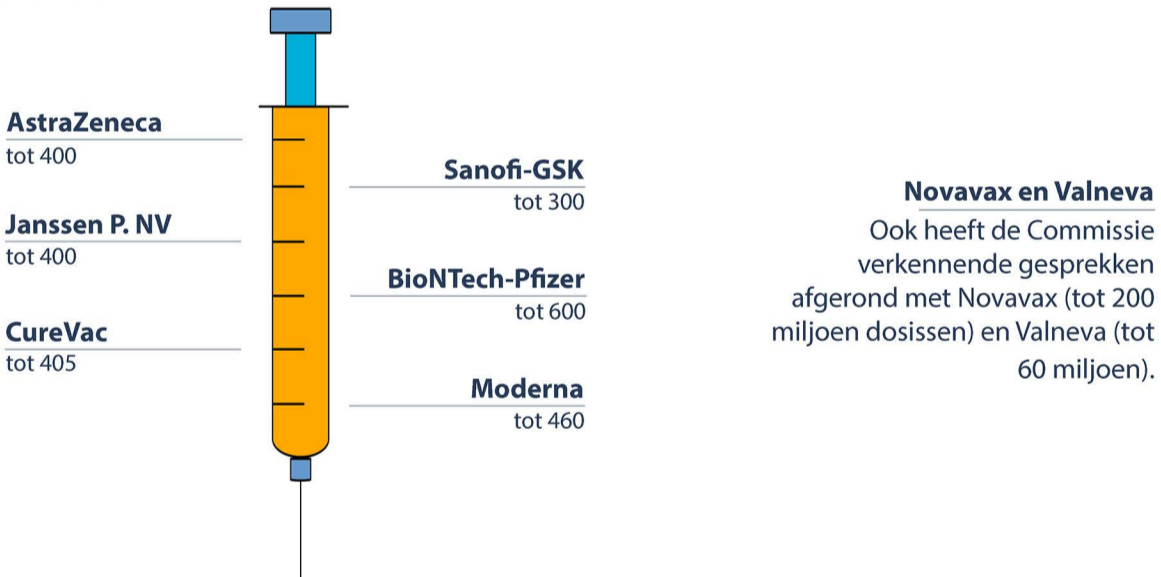 AstraZeneca
tot 400
Janssen P. NV
tot 400
CureVac
tot 405
Sanofi-GSK
tot 300
BioNTech-Pfizer
tot 600
Moderna
tot 460
Novavax en Valneva
Ook heeft de Commissie
verkennende gesprekken
afgerond met Novavax (tot 200
miljoen dosissen) en Valneva (tot
60 miljoen).